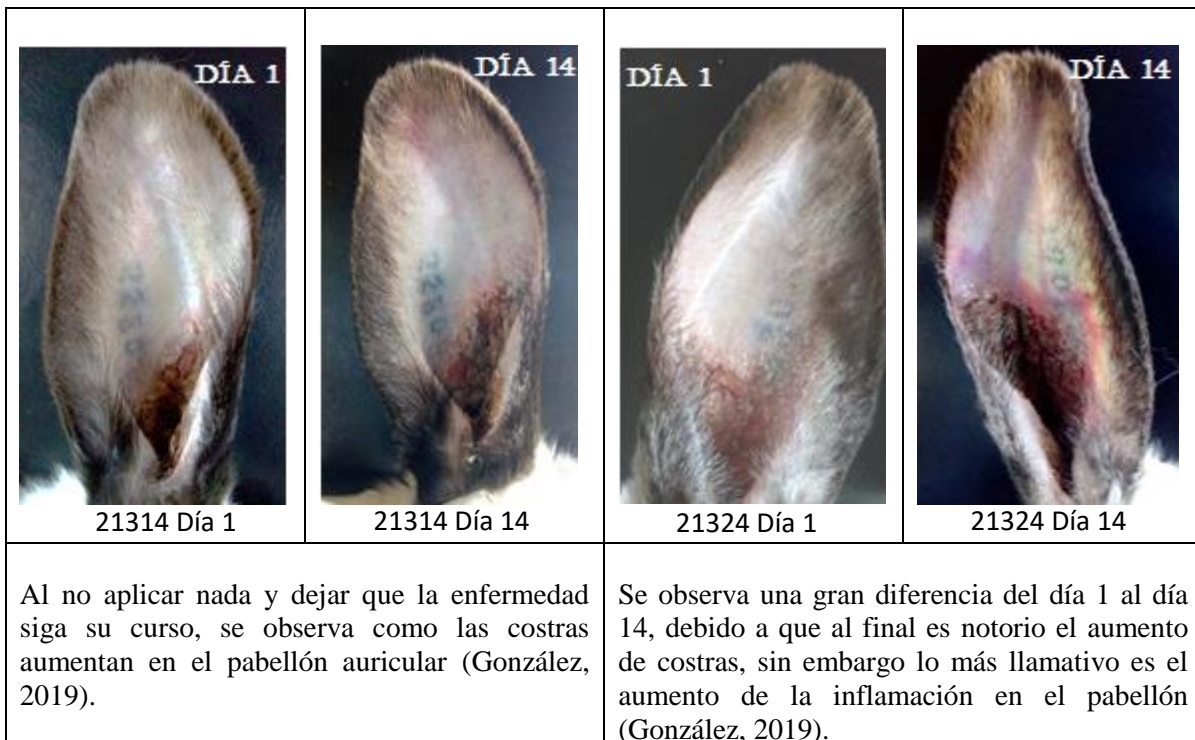 DÍA 1
DÍA 14
DÍA 1
DÍA 14
21314 Día 1
21314 Día 14
21324 Día 1
21324 Día 14
Al no aplicar nada y dejar que la enfermedad
siga su curso, se observa como las costras
aumentan en el pabellón auricular (González,
2019).
Se observa una gran diferencia del día 1 al día
14, debido a que al final es notorio el aumento
de costras, sin embargo lo más llamativo es el
aumento de la inflamación en el pabellón
(González, 2019).